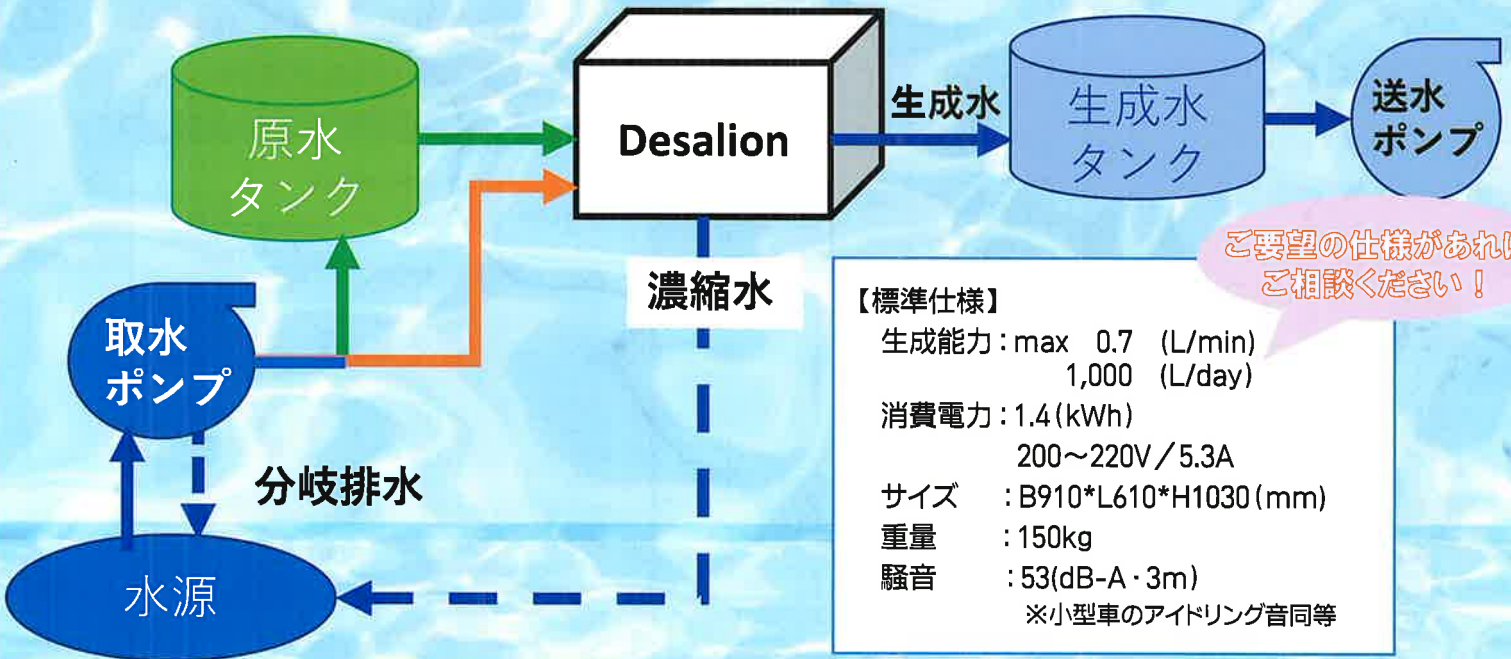 原水
タンク
Desalion
生成水
生成水
タンク
送水
ポンプ
取水
ポンプ
濃縮水
分岐排水
水源
ご要望の仕様があれば
ご相談ください！
【標準仕様】
生成能力：max 0.7 (L/min)
1,000 (L/day)
消費電力：1.4(kWh)
200～220V／5.3A
サイズ ：B910*L610*H1030(mm)
重量 ：150kg
騒音 ：53(dB-A・3m)
※小型車のアイドリング音同等